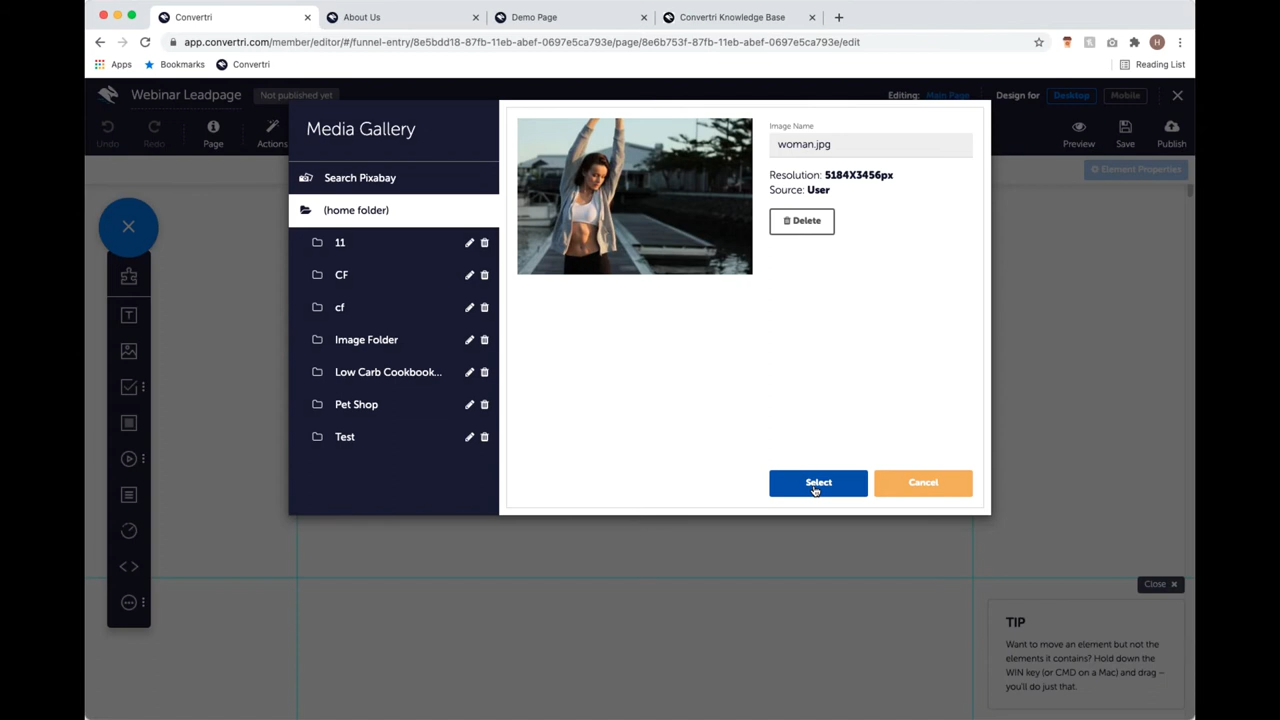 Convertri
About Us
Demo Page
Convertri Knowledge Base
app.convertri.com/member/editor/#/funnel-entry/8e5bdd18-87fb-11eb-abef-0697e5ca793e/page/8e6b753f-87fb-11eb-abef-0697e5ca793e/edit
H
Apps
Bookmarks
Convertri
Reading List
Webinar Leadpage
Not published yet
Editing: Main Page
Design for
Desktop
Mobile
Undo
Redo
Page
Actions
Preview
Save
Publish
Element Properties
Media Gallery
Search Pixabay
(home folder)
11
CF
cf
Image Folder
Low Carb Cookbook...
Pet Shop
Test
Image Name
woman.jpg
Resolution: 5184X3456px
Source: User
Delete
Select
Cancel
Close
TIP
Want to move an element but not the
elements it contains? Hold down the
WIN key (or CMD on a Mac) and drag –
you'll do just that.